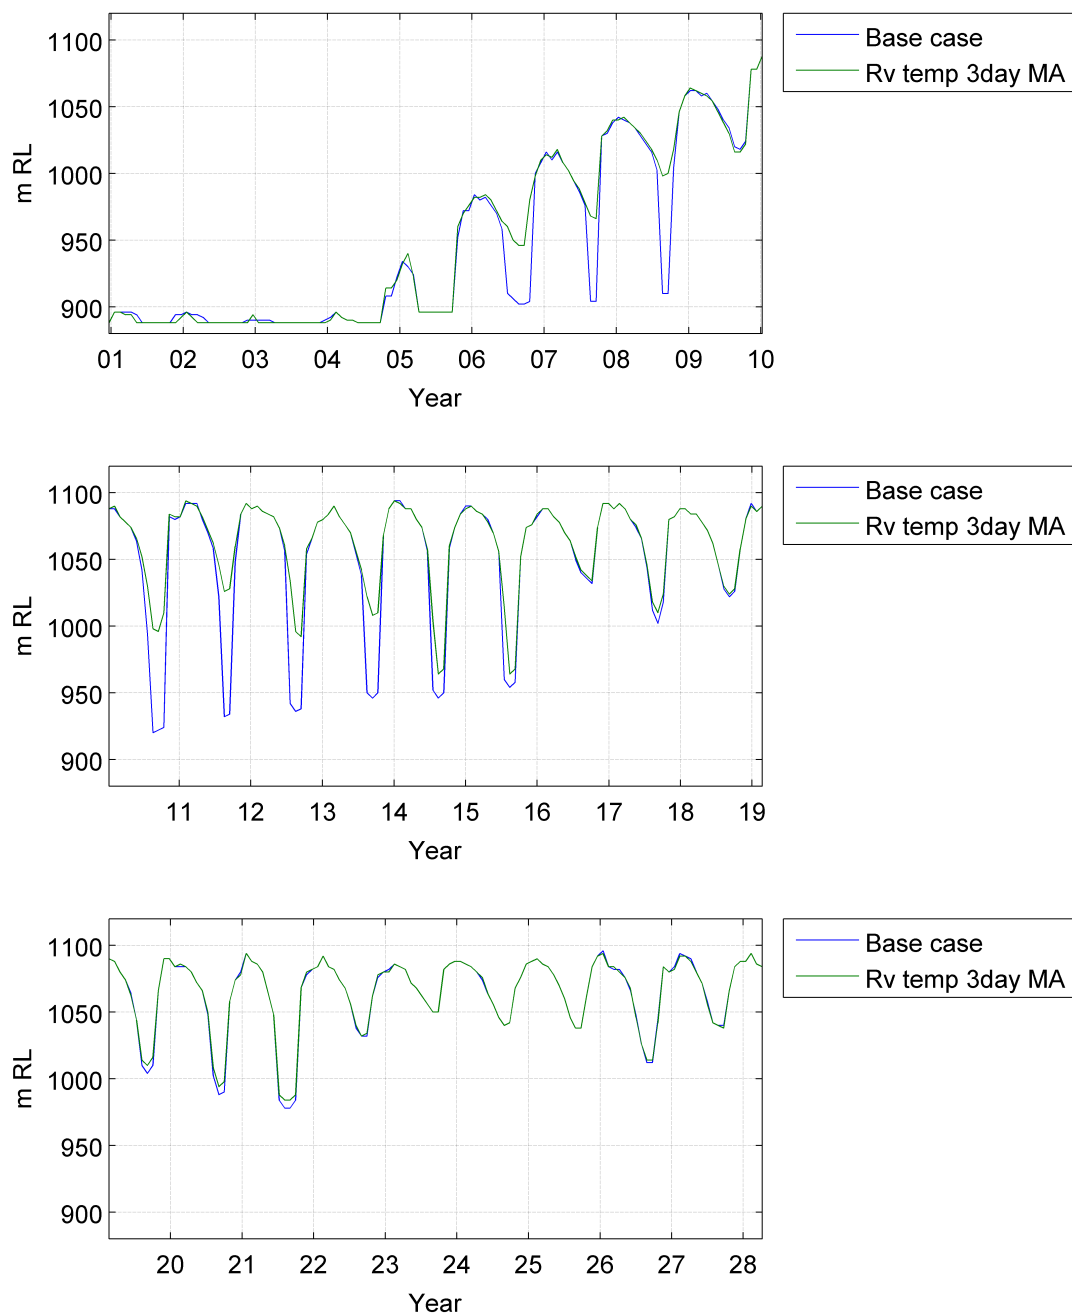 1100
1050
1000
950
900
m RL
01 02 03 04 05 06 07 08 09 10
Year
Base case
Rv temp 3day MA
1100
1050
1000
950
900
m RL
11 12 13 14 15 16 17 18 19
Year
Base case
Rv temp 3day MA
1100
1050
1000
950
900
m RL
20 21 22 23 24 25 26 27 28
Year
Base case
Rv temp 3day MA